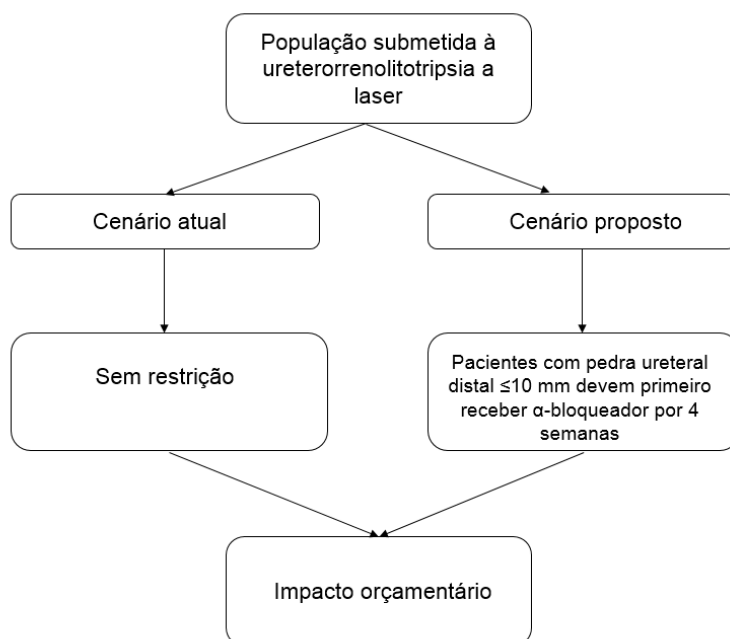 População submetida à
ureterorrenolitotripsia a
laser
Cenário atual
Cenário proposto
Sem restrição
Pacientes com pedra ureteral
distal ≤10 mm devem primeiro
receber α-bloqueador por 4
semanas
Impacto orçamentário